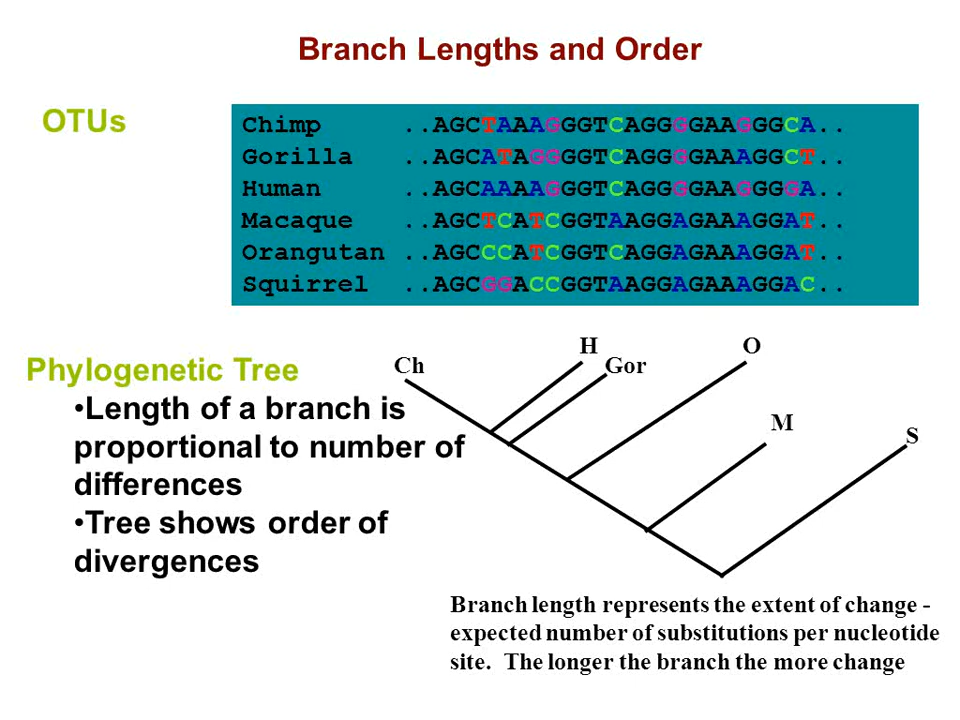 Branch Lengths and Order
OTUs
Chimp ..AGCTAAAGGGTCAGGGGAAGGGCA..
Gorilla ..AGCATAGGGGTCAGGGGAAAGGCT..
Human ..AGCAAAAGGGTCAGGGGAAGGGGA..
Macaque ..AGCTCATCGGTAAGGAGAAAGGAT..
Orangutan ..AGCCCATCGGTCAGGAGAAAGGAT..
Squirrel ..AGCGGACCGGTAAGGAGAAAGGAC..
Phylogenetic Tree
•Length of a branch is
proportional to number of
differences
•Tree shows order of
divergences
Ch
H
Gor
O
M
S
Branch length represents the extent of change -
expected number of substitutions per nucleotide
site. The longer the branch the more change